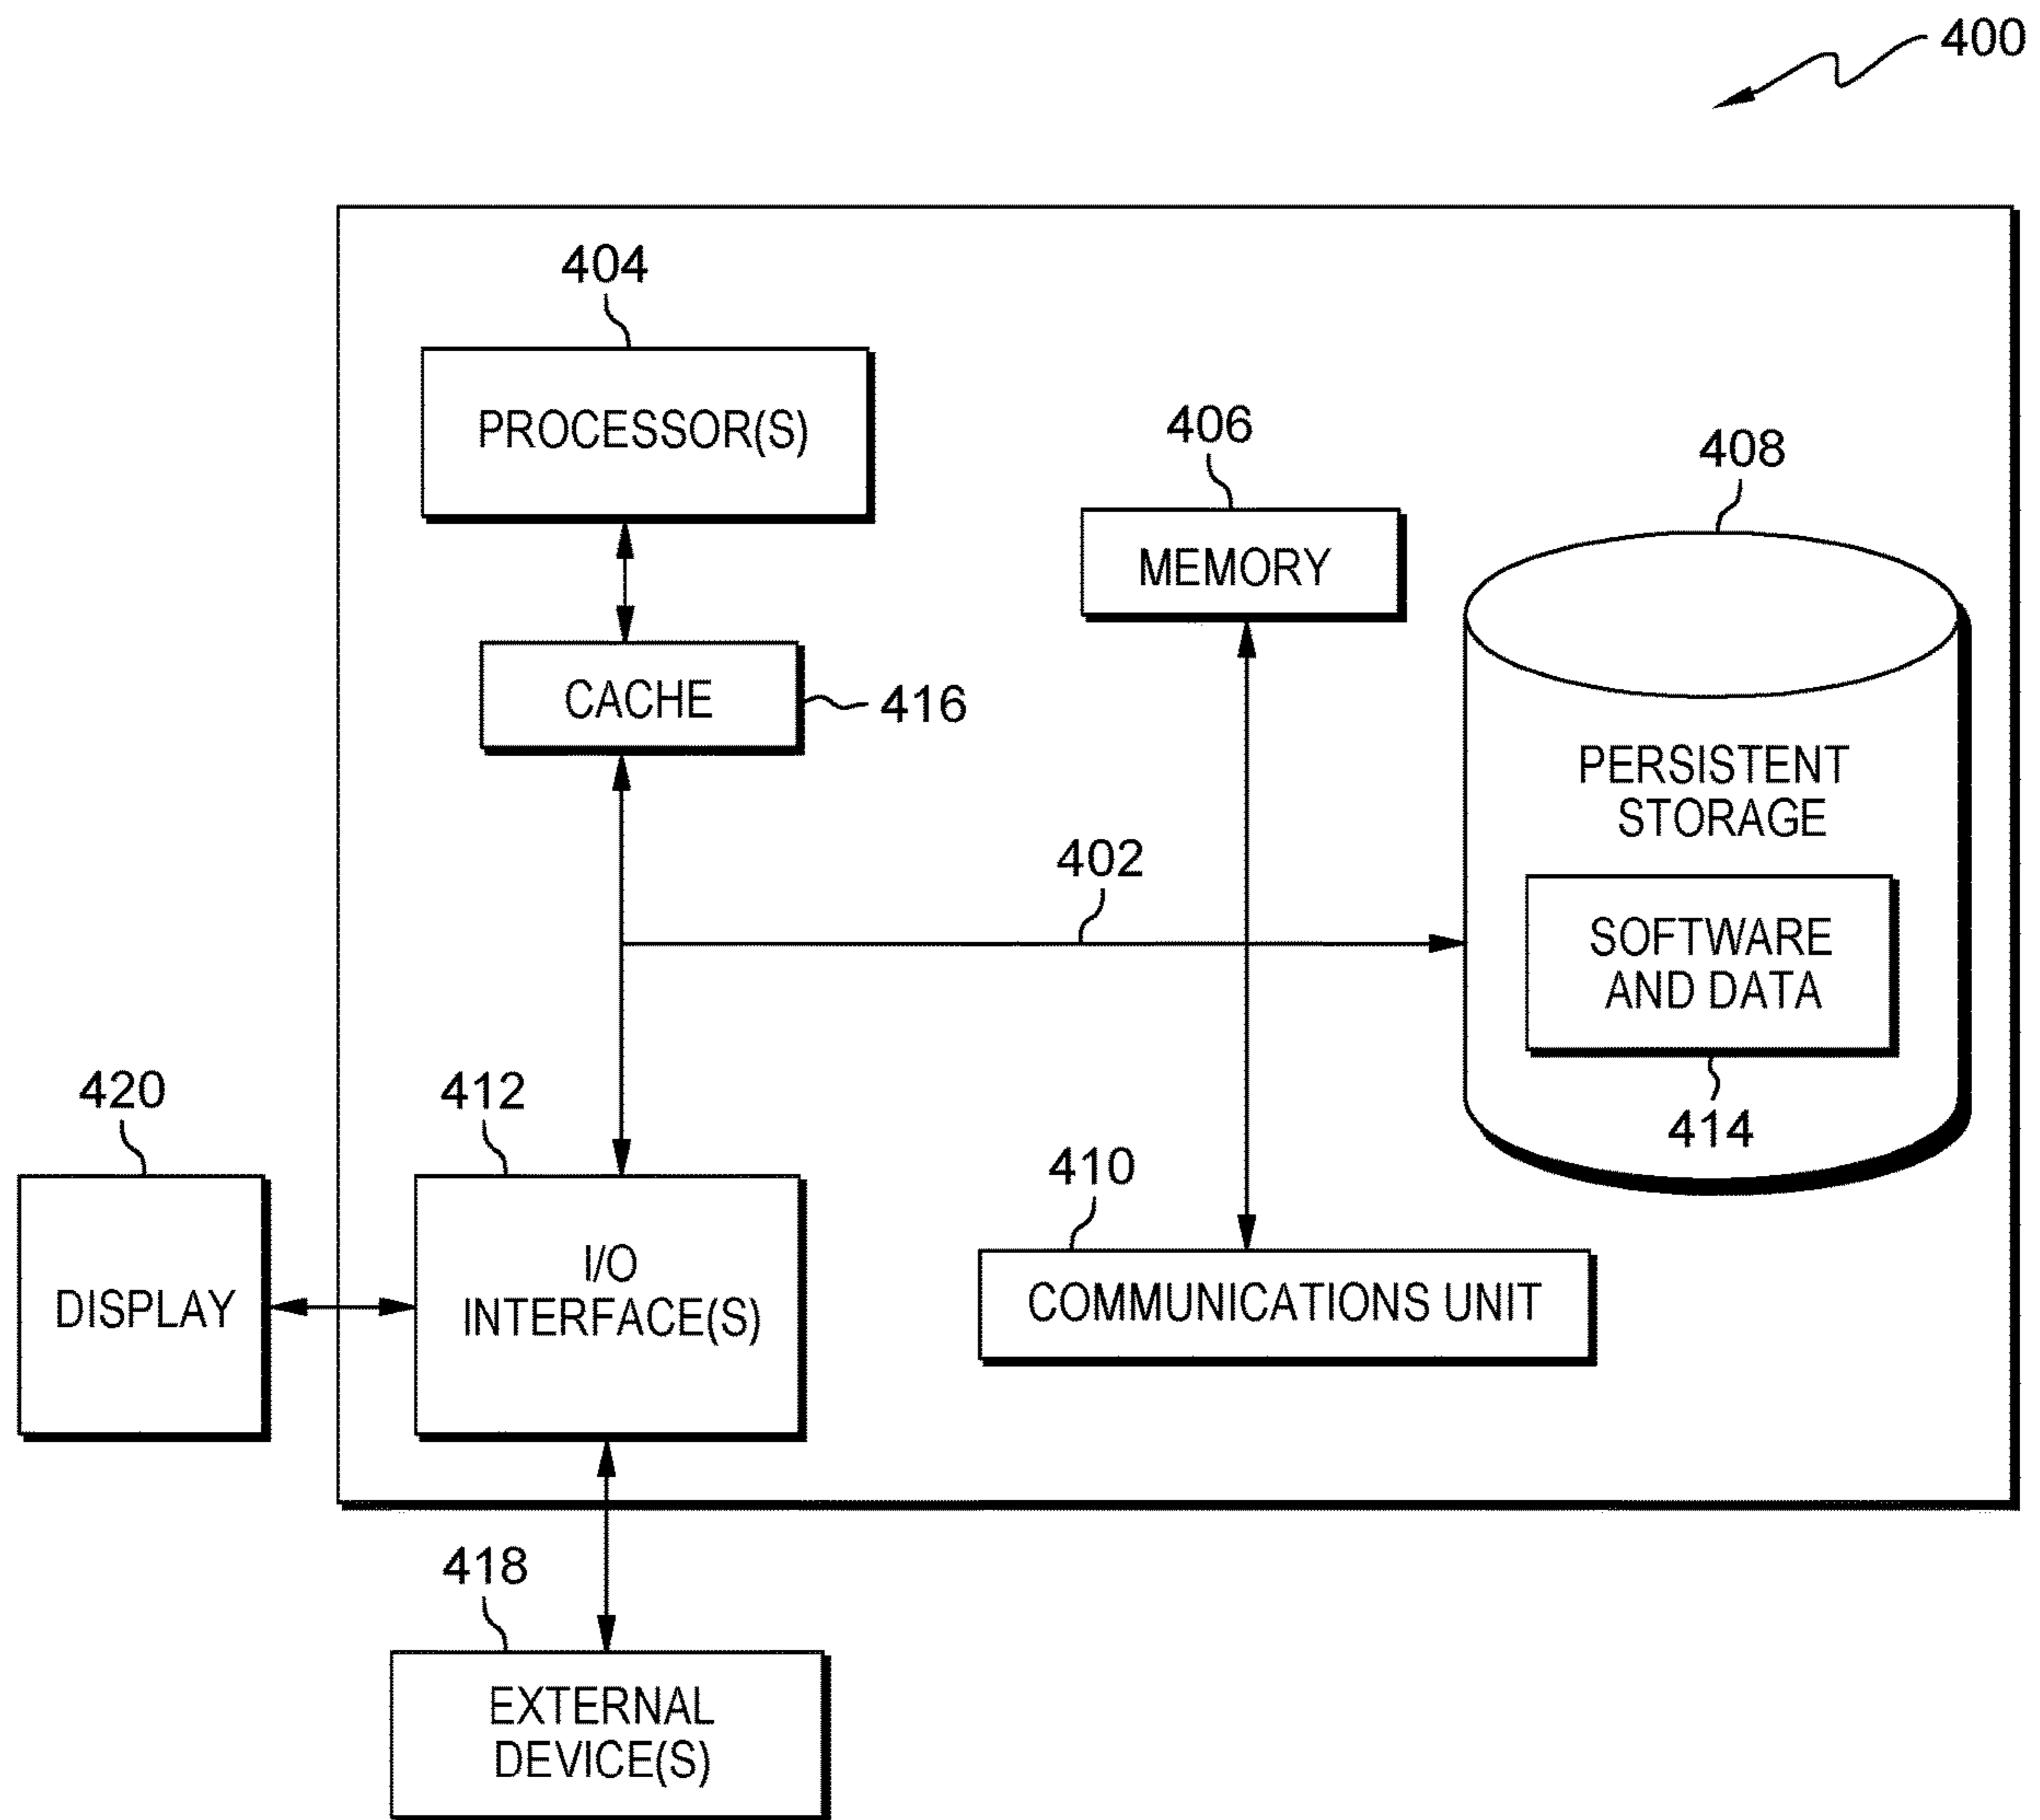 400
404
PROCESSOR(S)
406
MEMORY
408
CACHE
416
PERSISTENT
STORAGE
402
SOFTWARE
AND DATA
414
420
DISPLAY
412
I/O
INTERFACE(S)
410
COMMUNICATIONS UNIT
418
EXTERNAL
DEVICE(S)